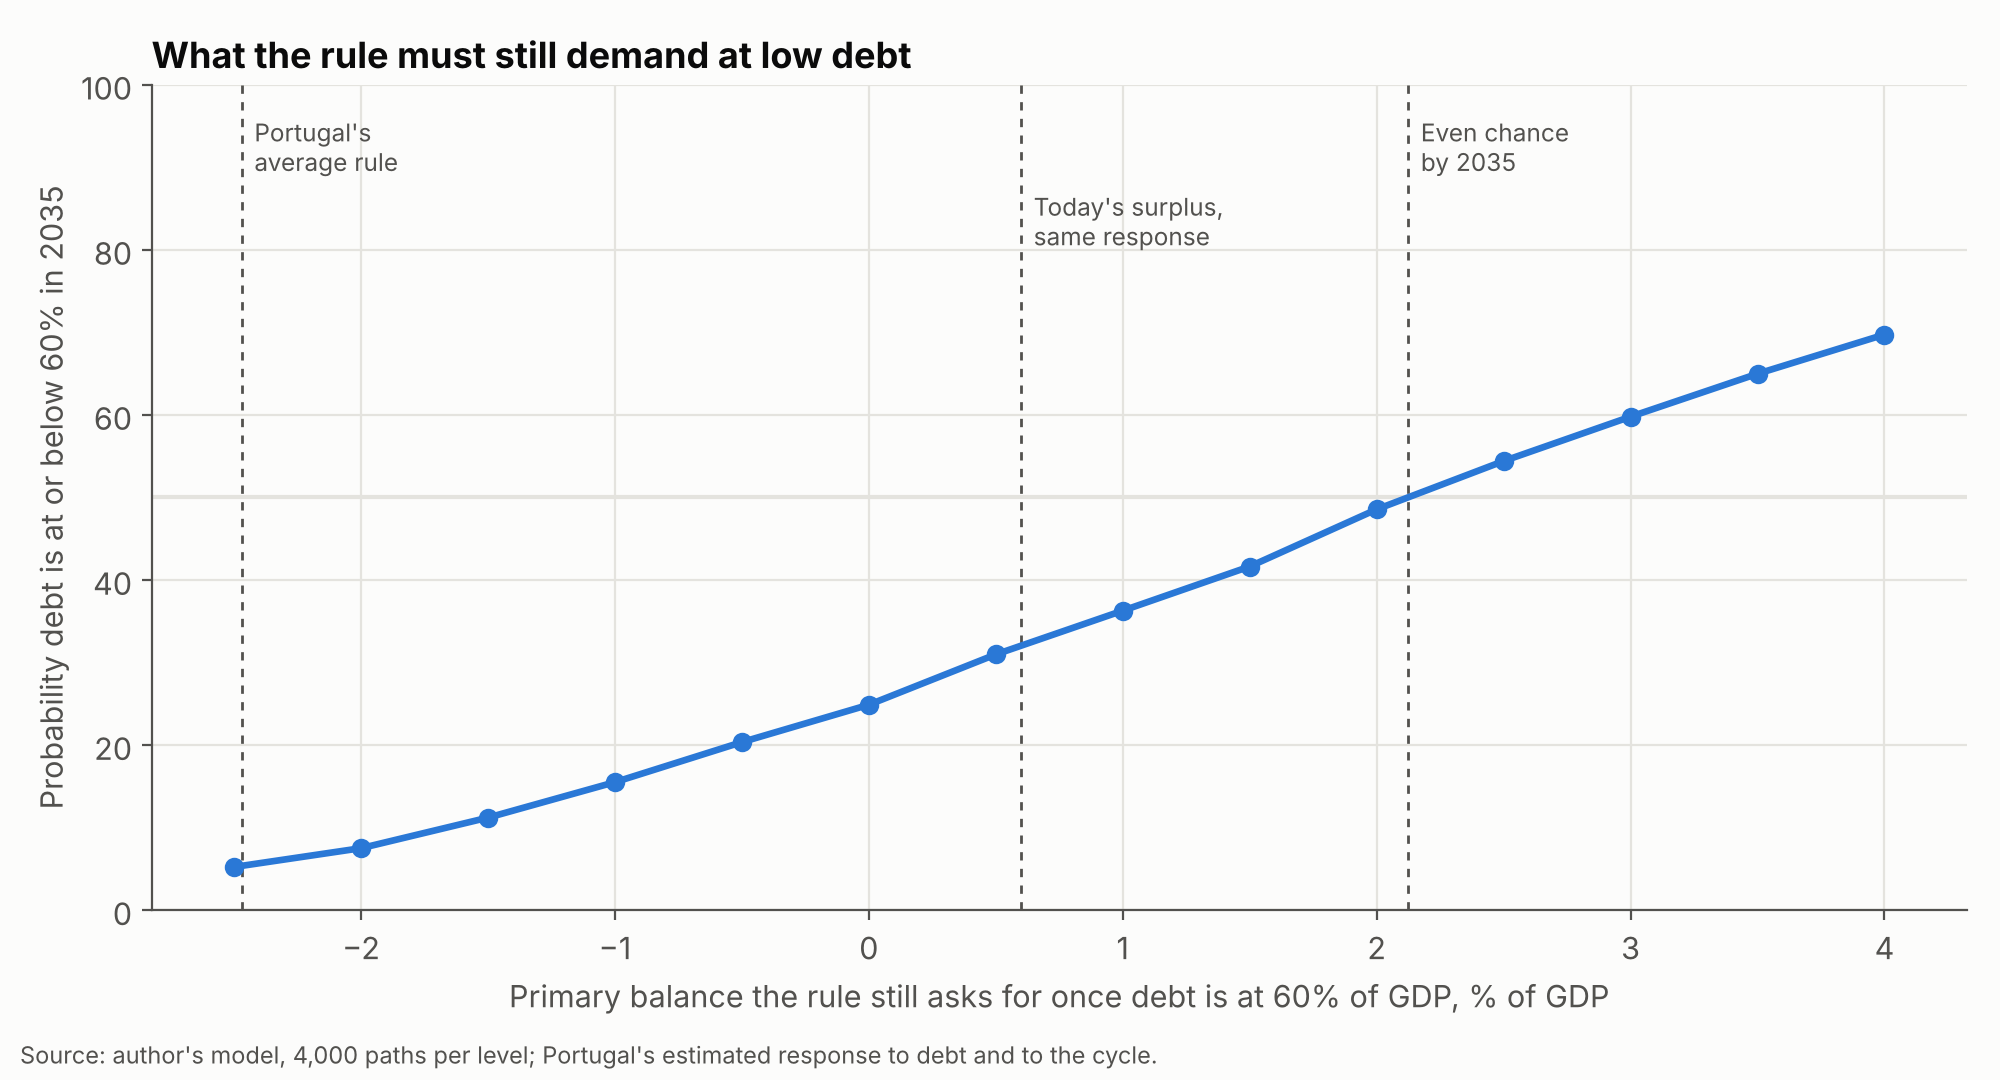 What the rule must still demand at low debt
Probability debt is at or below 60% in 2035
100
80
60
40
20
0
Portugal's
average rule
Today's surplus,
same response
Even chance
by 2035
−2
−1
0
1
2
3
4
Primary balance the rule still asks for once debt is at 60% of GDP, % of GDP
Source: author's model, 4,000 paths per level; Portugal's estimated response to debt and to the cycle.